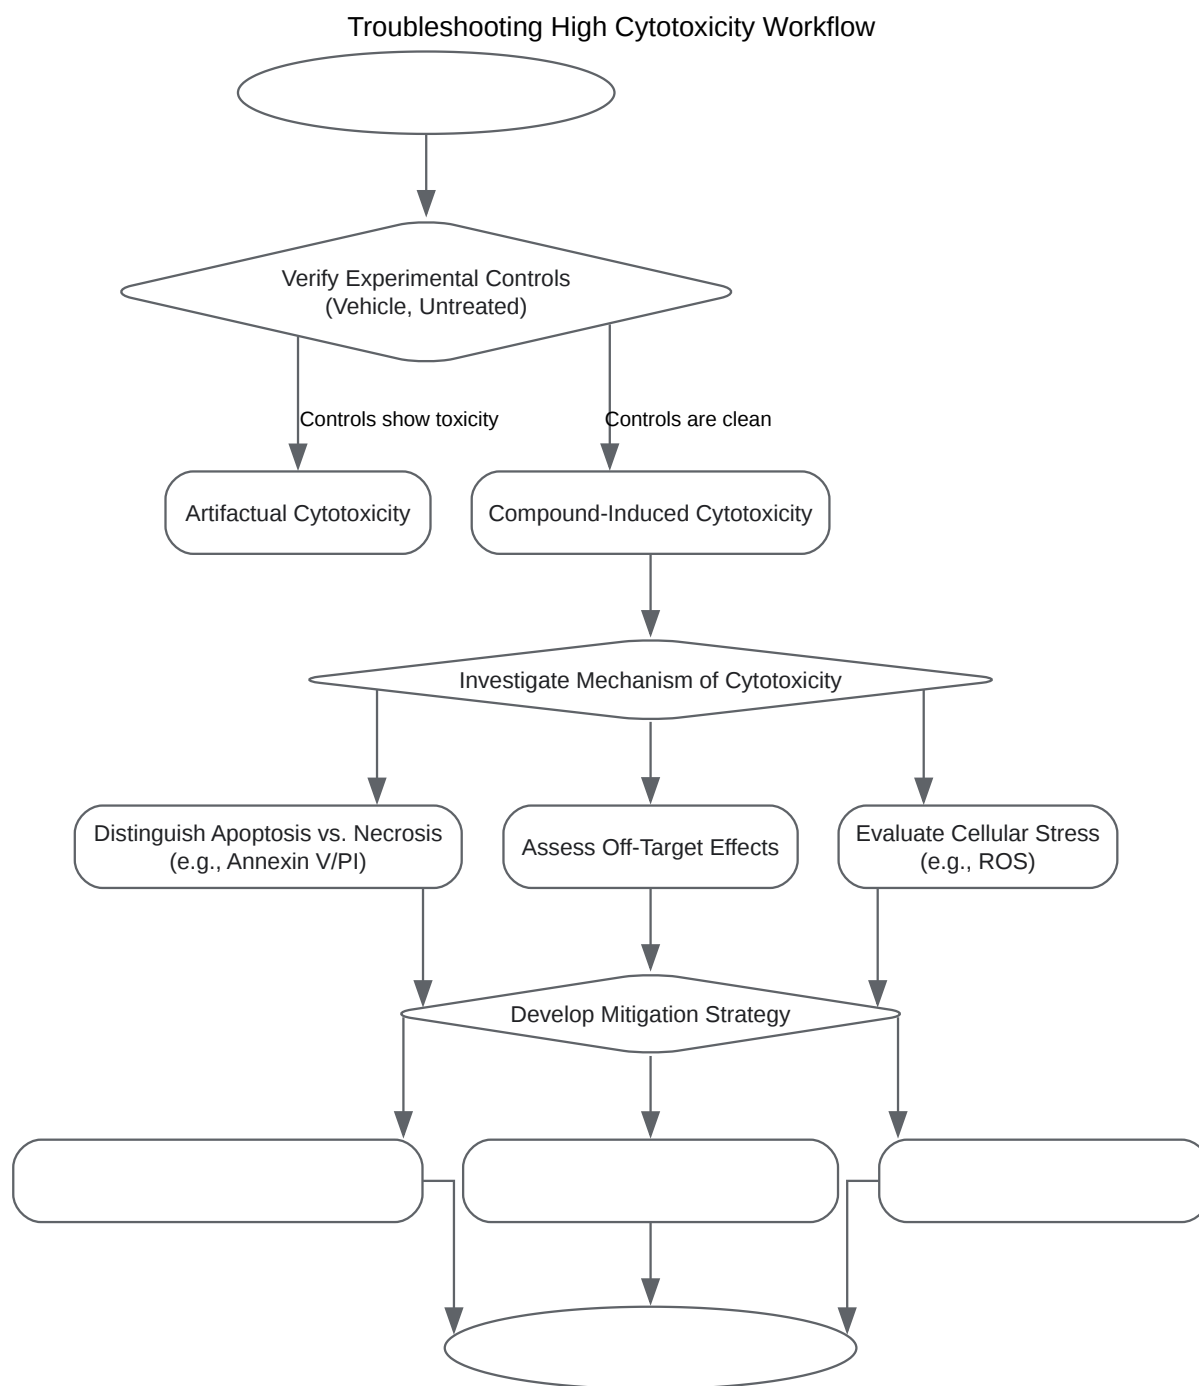 Troubleshooting High Cytotoxicity Workflow
Verify Experimental Controls
(Vehicle, Untreated)
Controls show toxicity
Controls are clean
Artifactual Cytotoxicity
Compound-Induced Cytotoxicity
Investigate Mechanism of Cytotoxicity
Distinguish Apoptosis vs. Necrosis
(e.g., Annexin V/PI)
Assess Off-Target Effects
Evaluate Cellular Stress
(e.g., ROS)
Develop Mitigation Strategy